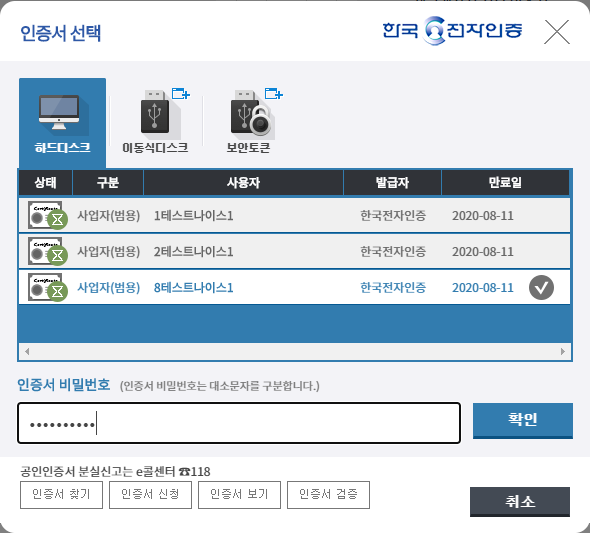 인증서 선택
한국전자인증
하드디스크 이동식디스크 보안토큰
상태 구분 사용자 발급자 만료일
사업자(범용) 1테스트나이스1 한국전자인증 2020-08-11
사업자(범용) 2테스트나이스1 한국전자인증 2020-08-11
사업자(범용) 8테스트나이스1 한국전자인증 2020-08-11
인증서 비밀번호 (인증서 비밀번호는 대소문자를 구분합니다.)
••••••••••
확인
공인인증서 분실신고는 e콜센터 ☎118
인증서 찾기 인증서 신청 인증서 보기 인증서 검증
취소